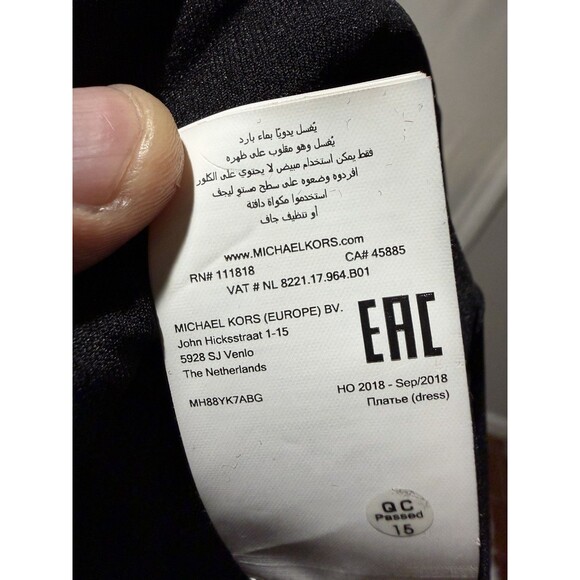 يُغسل يدويًا بماء بارد
يُغسل وهو مقلوب على ظهره
فقط يمكن استخدام مبيض لا يحتوي على الكلور
افردوه وضعوه على سطح مستو ليجف
استخدموا مكواة دافئة
أو تنظيف جاف
www.MICHAELKORS.com
RN# 111818 CA# 45885
VAT # NL 8221.17.964.B01
MICHAEL KORS (EUROPE) BV.
John Hicksstraat 1-15
5928 SJ Venlo
The Netherlands
EAC
MH88YK7ABG
HO 2018 - Sep/2018
Платье (dress)
QC
Passed
15